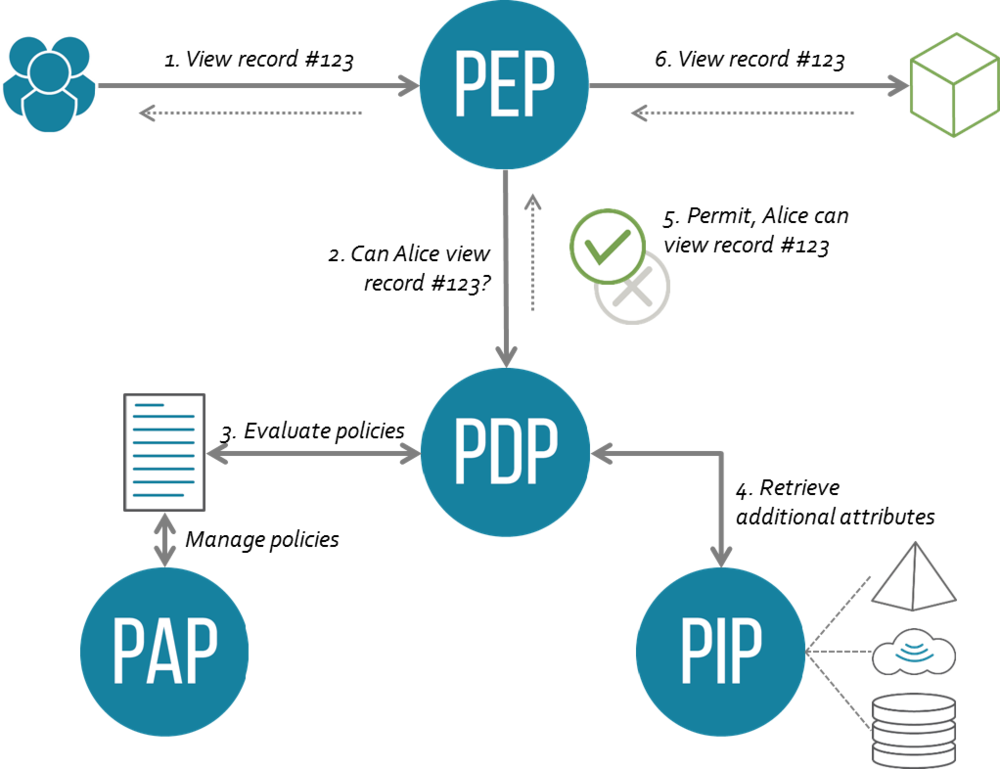 1. View record #123
PEP
6. View record #123
2. Can Alice view
record #123?
5. Permit, Alice can
view record #123
3. Evaluate policies
PDP
4. Retrieve
additional attributes
Manage policies
PAP
PIP